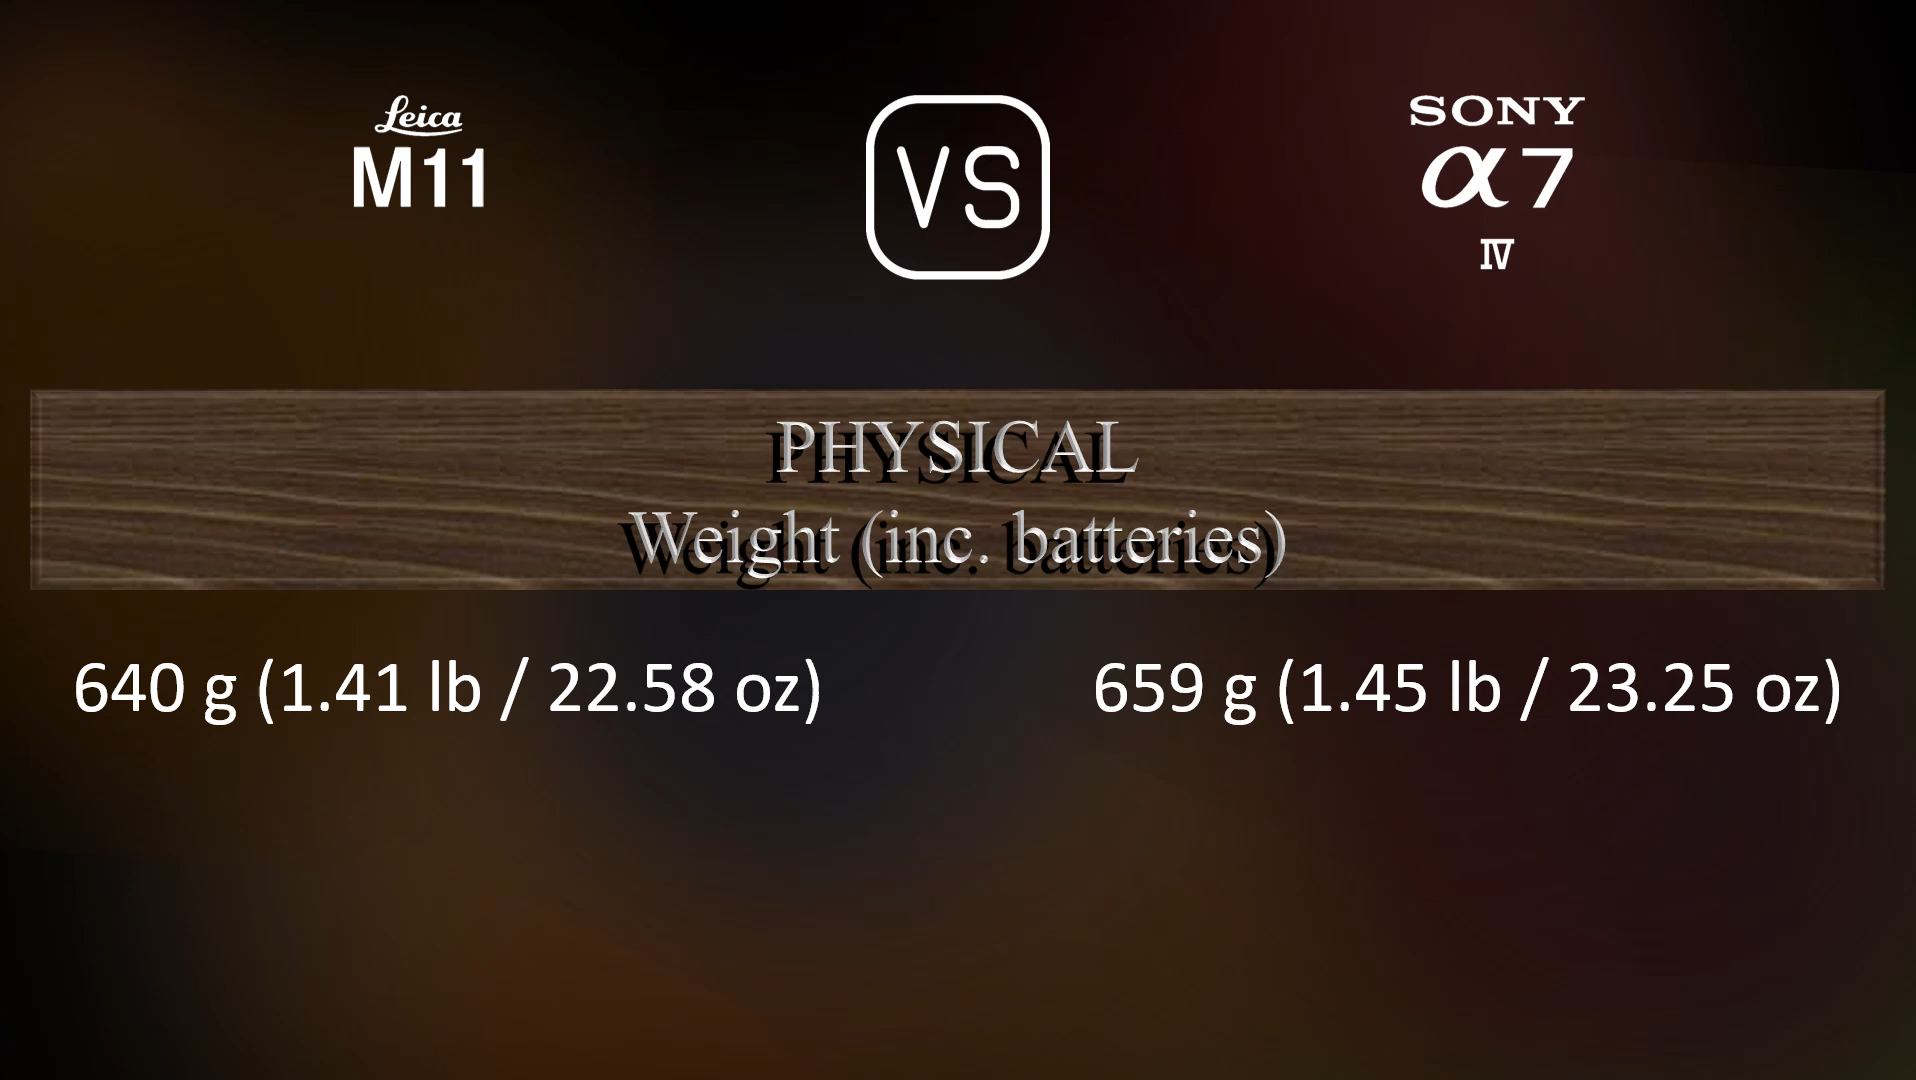 Leica
M11
VS
SONY
α7
IV
PHYSICAL
Weight (inc. batteries)
640 g (1.41 lb / 22.58 oz)
659 g (1.45 lb / 23.25 oz)